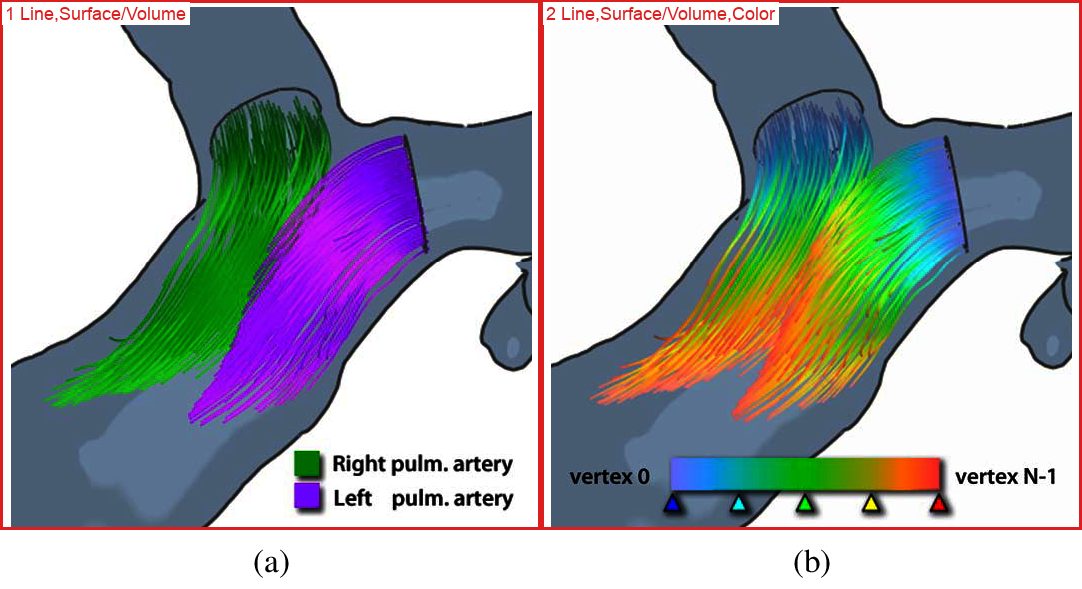 1 Line,Surface/Volume
2 Line,Surface/Volume,Color
Right pulm. artery
Left pulm. artery
vertex 0
vertex N-1
(a)
(b)